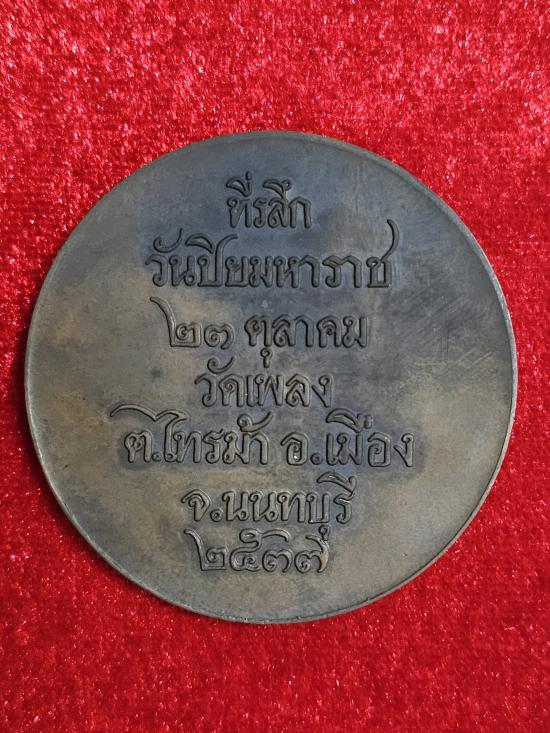 ที่รลึก
วันปิยมหาราช
๒๓ ตุลาคม
วัดเพลง
ต.ไทรม้า อ.เมือง
จ.นนทบุรี
๒๕๓๗